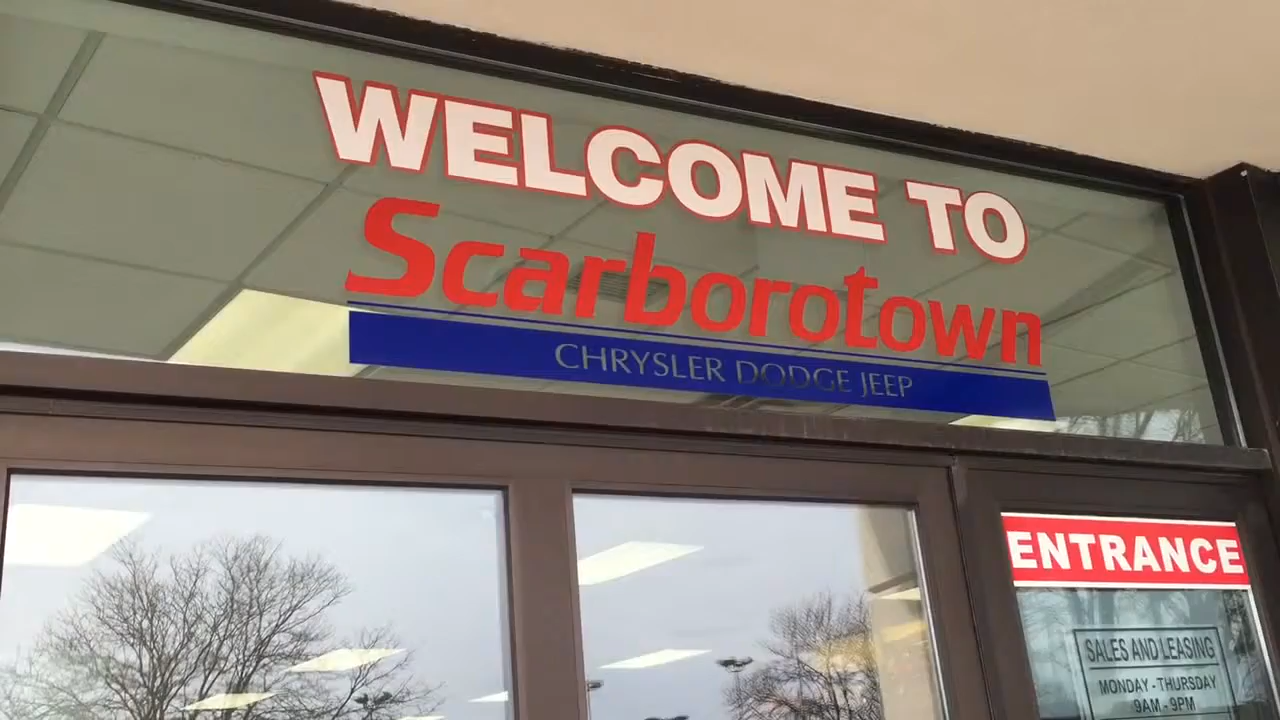 WELCOME TO
Scarborotown
CHRYSLER DODGE JEEP
ENTRANCE
SALES AND LEASING
MONDAY - THURSDAY
9AM - 9PM